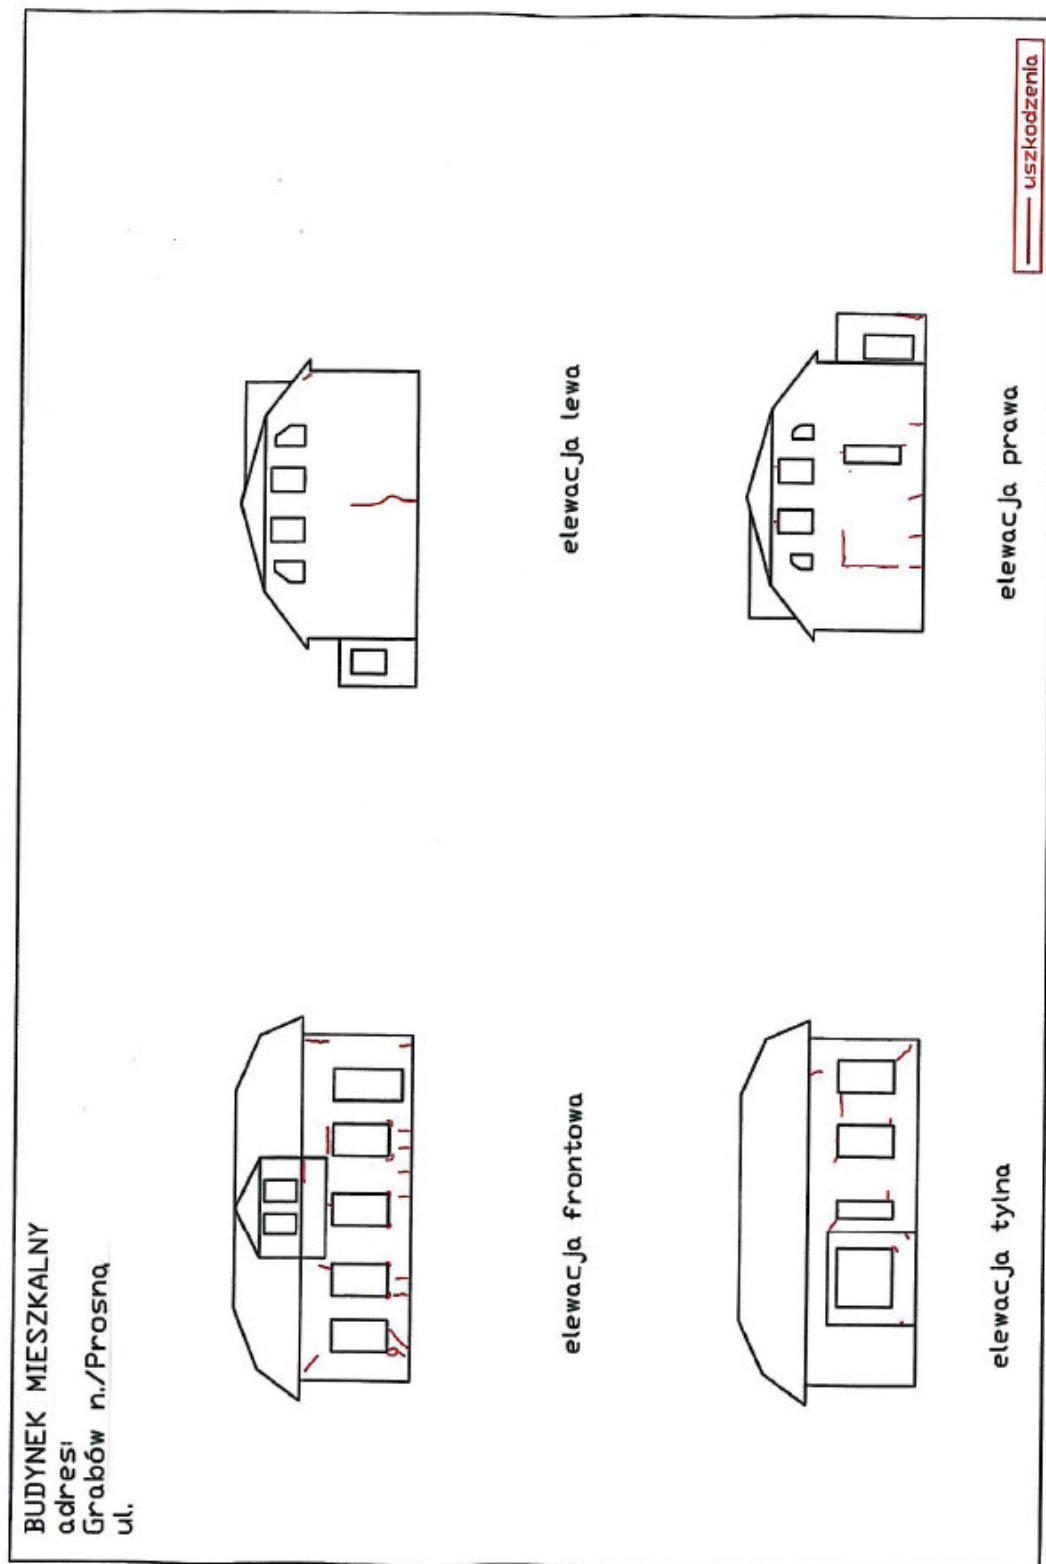 BUDYNEK MIESZKALNY
adres:
Grabów n./Prosną
ul.
elewacja frontowa
elewacja lewa
elewacja tylna
elewacja prawa
uszkodzenia